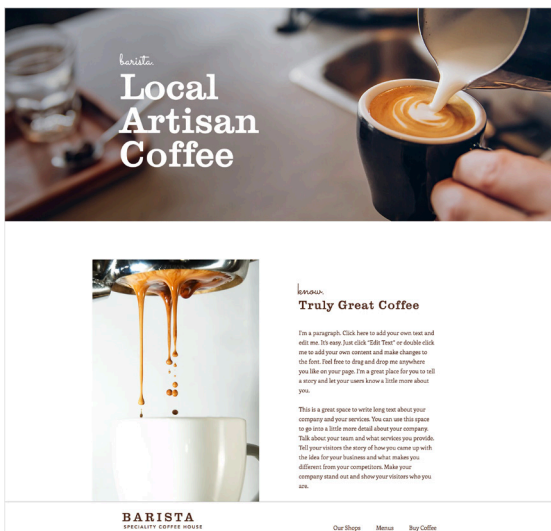 barista.
Local
Artisan
Coffee
know.
Truly Great Coffee
I'm a paragraph. Click here to add your own text and
edit me. It's easy. Just click "Edit Text" or double click
me to add your own content and make changes to
the font. Feel free to drag and drop me anywhere
you like on your page. I'm a great place for you to tell
a story and let your users know a little more about
you.
This is a great space to write long text about your
company and your services. You can use this space
to go into a little more detail about your company.
Talk about your team and what services you provide.
Tell your visitors the story of how you came up with
the idea for your business and what makes you
different from your competitors. Make your
company stand out and show your visitors who you
are.
BARISTA
SPECIALITY COFFEE HOUSE
Our Shops Menus Buy Coffee